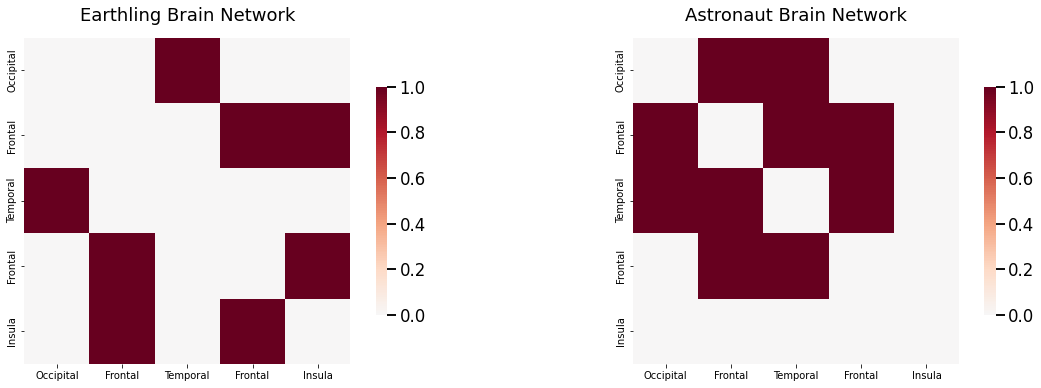 Earthling Brain Network
Occipital
Frontal
Temporal
Frontal
Insula
Occipital Frontal Temporal Frontal Insula
1.0
0.8
0.6
0.4
0.2
0.0
Astronaut Brain Network
Occipital
Frontal
Temporal
Frontal
Insula
Occipital Frontal Temporal Frontal Insula
1.0
0.8
0.6
0.4
0.2
0.0